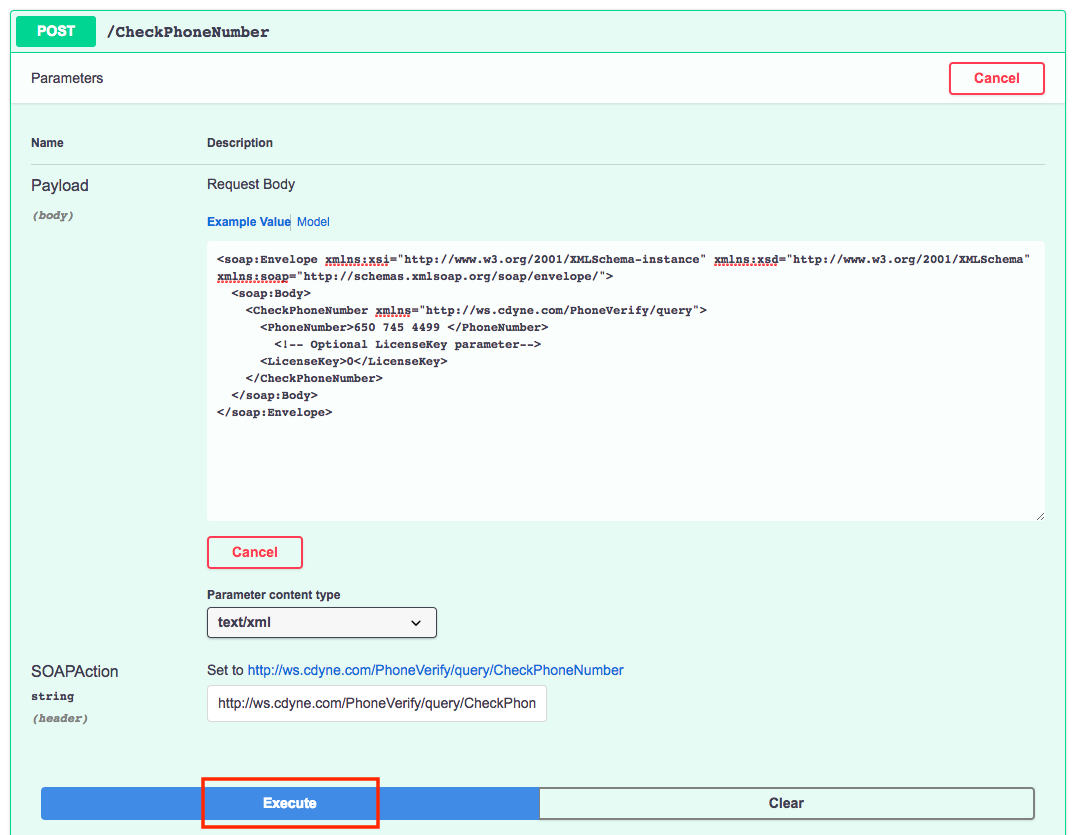 POST /CheckPhoneNumber
Parameters
Cancel
Name Description
Payload Request Body
(body)
Example Value Model
<soap:Envelope xmlns:xsi="http://www.w3.org/2001/XMLSchema-instance" xmlns:xsd="http://www.w3.org/2001/XMLSchema"
xmlns:soap="http://schemas.xmlsoap.org/soap/envelope/">
  <soap:Body>
    <CheckPhoneNumber xmlns="http://ws.cdyne.com/PhoneVerify/query">
      <PhoneNumber>650 745 4499 </PhoneNumber>
        <!-- Optional LicenseKey parameter-->
      <LicenseKey>0</LicenseKey>
    </CheckPhoneNumber>
  </soap:Body>
</soap:Envelope>
Cancel
Parameter content type
text/xml
SOAPAction Set to http://ws.cdyne.com/PhoneVerify/query/CheckPhoneNumber
string
http://ws.cdyne.com/PhoneVerify/query/CheckPhon
(header)
Execute Clear